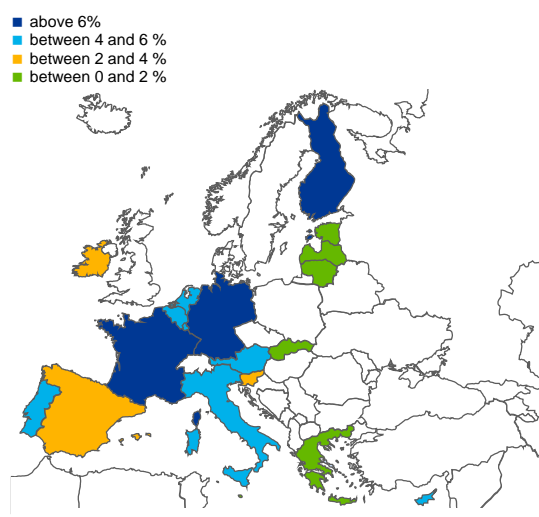 above 6%
between 4 and 6 %
between 2 and 4 %
between 0 and 2 %